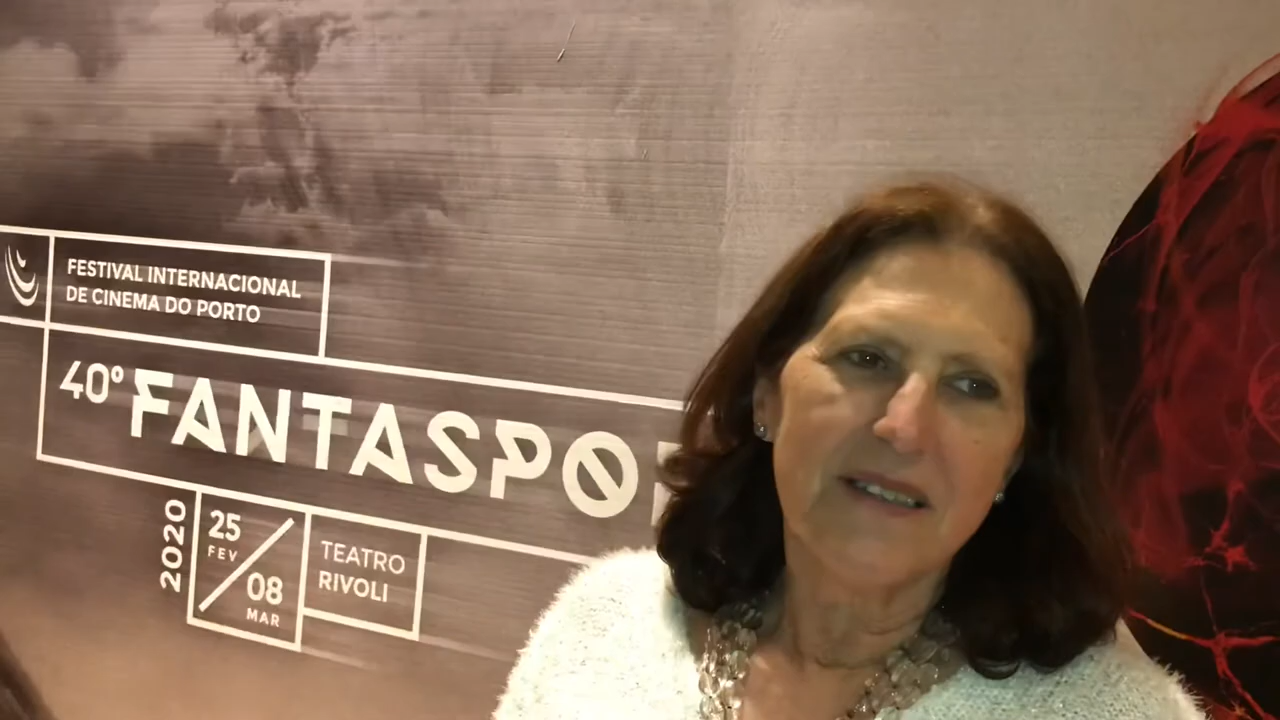 FESTIVAL INTERNACIONAL
DE CINEMA DO PORTO
40º FANTASPO
2020
25
FEV
08
MAR
TEATRO
RIVOLI